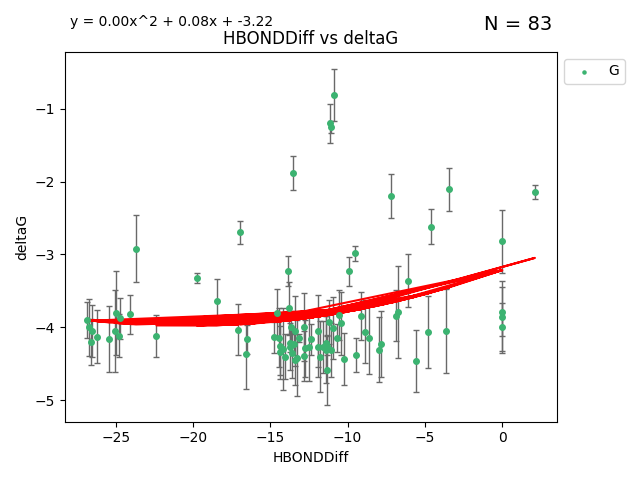 y = 0.00x^2 + 0.08x + -3.22
N = 83
HBONDDiff vs deltaG
G
−1
−2
−3
−4
−5
deltaG
−25 −20 −15 −10 −5 0
HBONDDiff